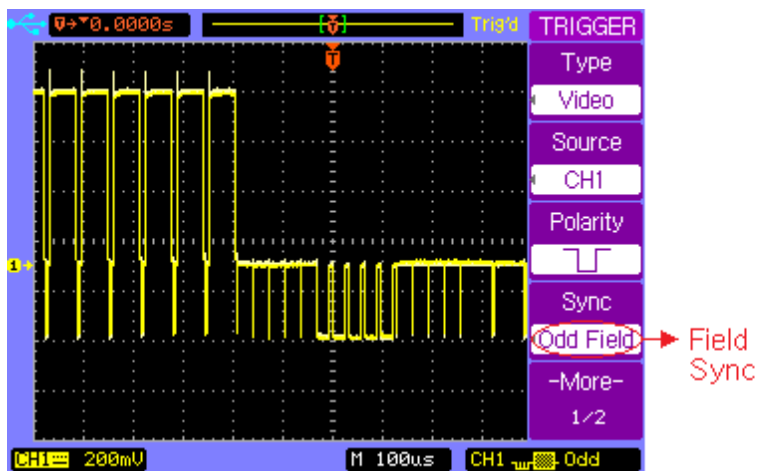 →0.0000s
T
Trig'd
TRIGGER
Type
Video
Source
CH1
Polarity
Sync
Odd Field
-More-
1/2
T
1→
Field
Sync
CH1 200mV
M 100us
CH1 Odd